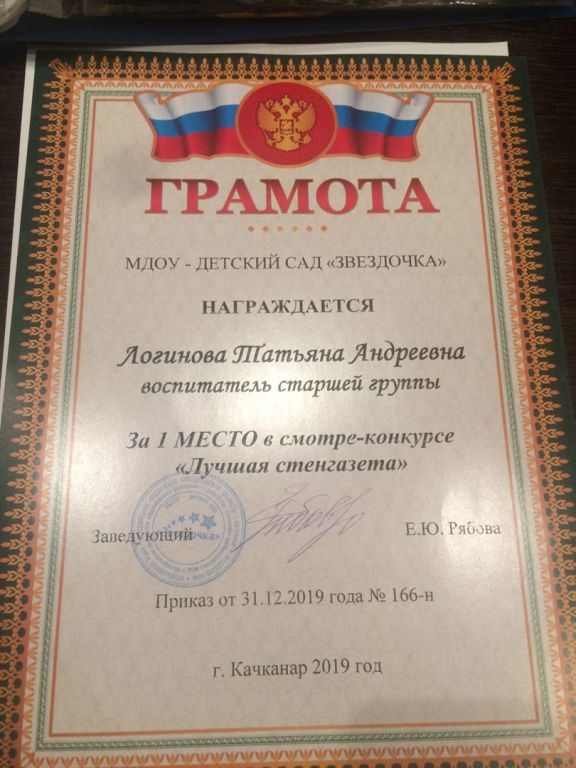 ГРАМОТА
МДОУ - ДЕТСКИЙ САД «ЗВЕЗДОЧКА»
НАГРАЖДАЕТСЯ
Логинова Татьяна Андреевна
воспитатель старшей группы
За 1 МЕСТО в смотре-конкурсе
«Лучшая стенгазета»
Заведующий Е.Ю. Рябова
Приказ от 31.12.2019 года № 166-н
г. Качканар 2019 год